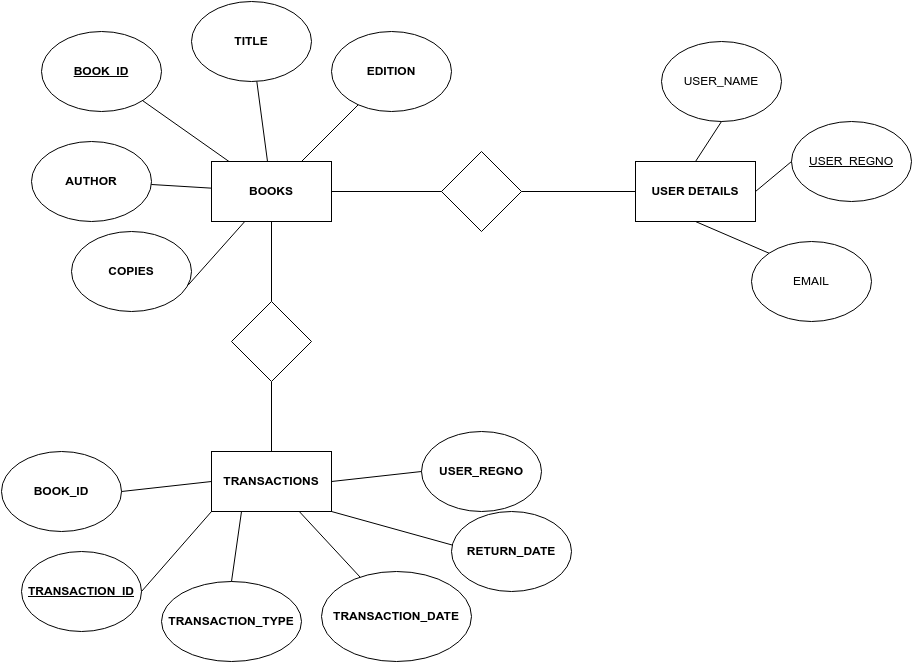 TITLE
BOOK_ID
EDITION
USER_NAME
AUTHOR
BOOKS
USER DETAILS
USER_REGNO
COPIES
EMAIL
TRANSACTIONS
USER_REGNO
BOOK_ID
RETURN_DATE
TRANSACTION_ID
TRANSACTION_TYPE
TRANSACTION_DATE